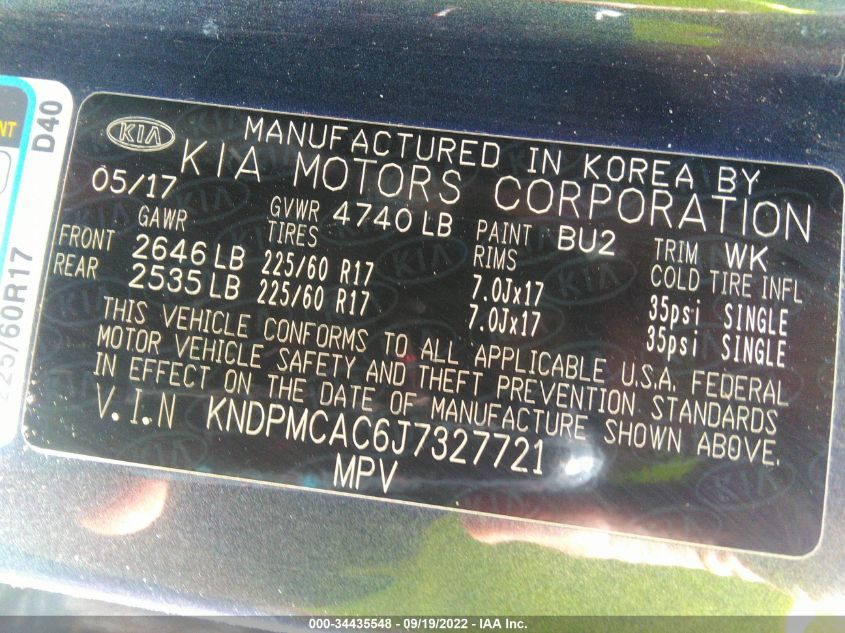 KIA
MANUFACTURED IN KOREA BY
KIA MOTORS CORPORATION
05/17
GAWR GVWR 4740 LB PAINT BU2 TRIM WK
TIRES RIMS COLD TIRE INFL
FRONT 2646 LB 225/60 R17 7.0Jx17 35psi SINGLE
REAR 2535 LB 225/60 R17 7.0Jx17 35psi SINGLE
THIS VEHICLE CONFORMS TO ALL APPLICABLE U.S.A. FEDERAL
MOTOR VEHICLE SAFETY AND THEFT PREVENTION STANDARDS
IN EFFECT ON THE DATE OF MANUFACTURE SHOWN ABOVE.
V.I.N KNDPMCAC6J7327721
MPV
D40
225/60R17
000-34435548 - 09/19/2022 - IAA Inc.